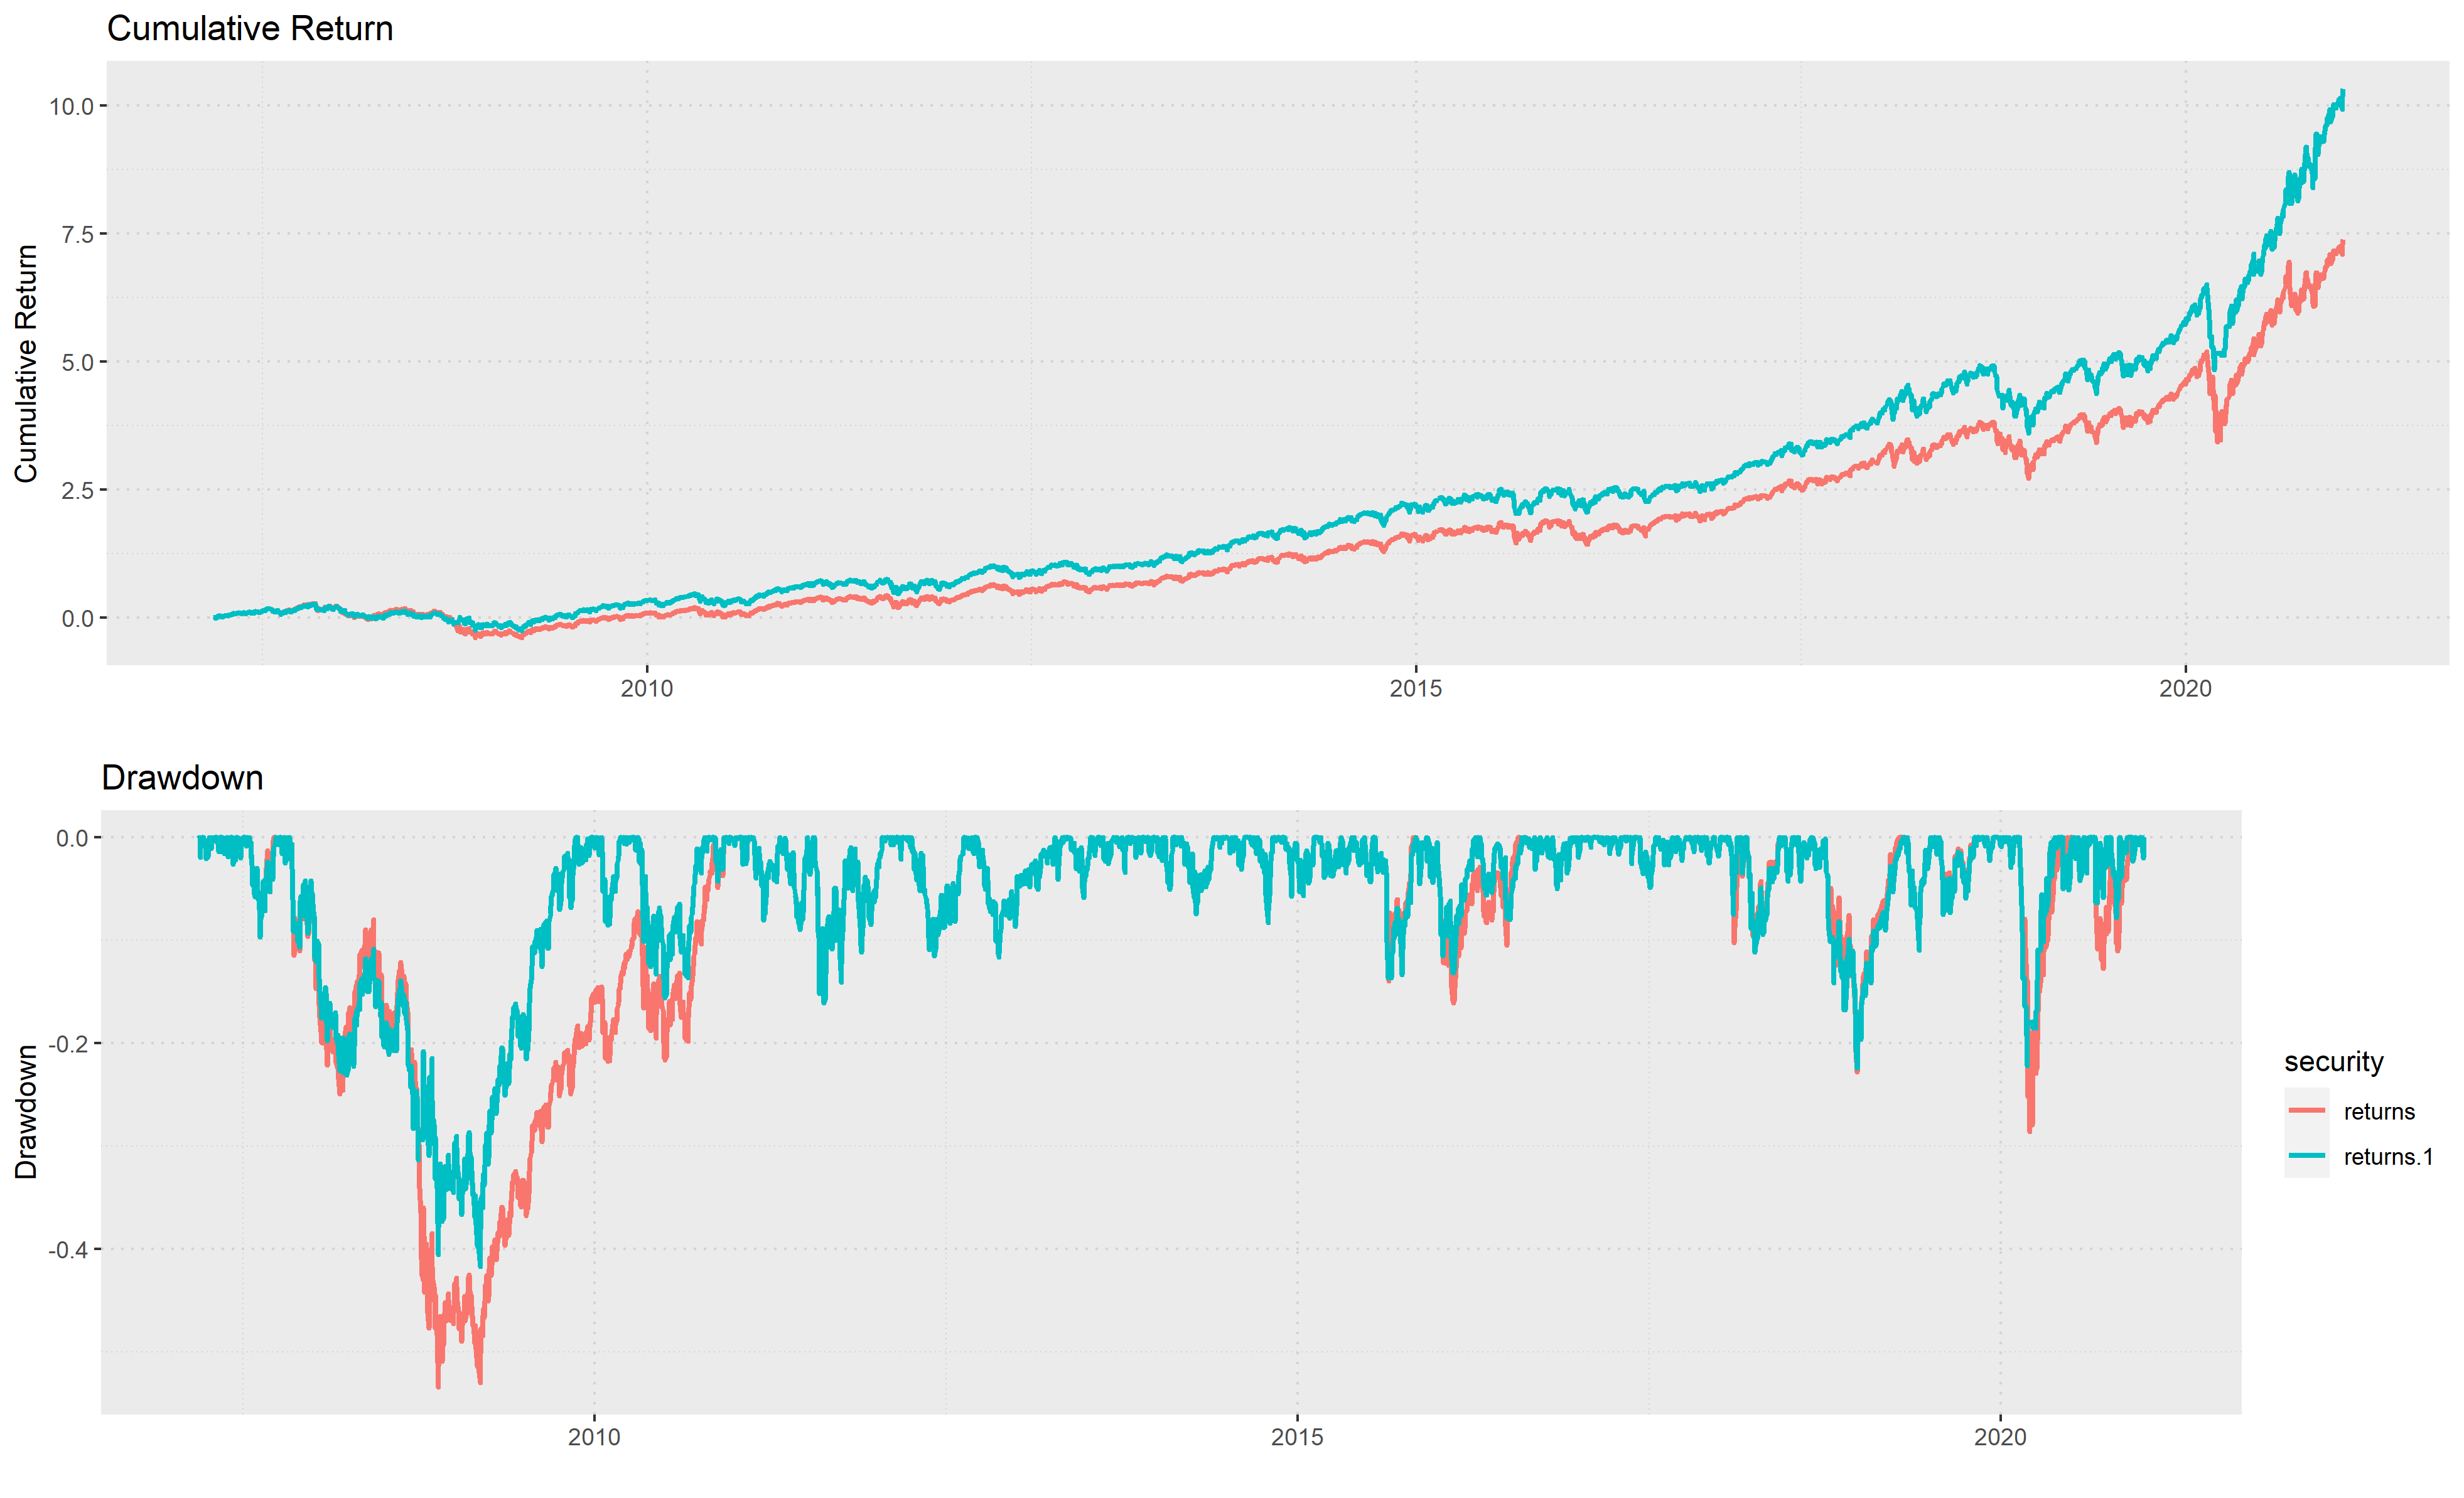 Cumulative Return
Cumulative Return
10.0
7.5
5.0
2.5
0.0
2010 2015 2020
Drawdown
Drawdown
0.0
-0.2
-0.4
2010 2015 2020
security
returns
returns.1